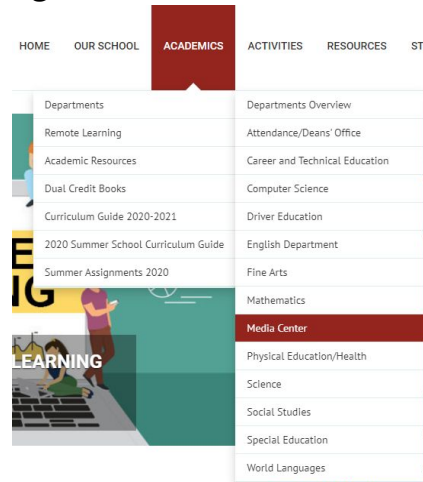 HOME OUR SCHOOL ACADEMICS ACTIVITIES RESOURCES ST
Departments
Remote Learning
Academic Resources
Dual Credit Books
Curriculum Guide 2020-2021
2020 Summer School Curriculum Guide
Summer Assignments 2020
Departments Overview
Attendance/Deans' Office
Career and Technical Education
Computer Science
Driver Education
English Department
Fine Arts
Mathematics
Media Center
Physical Education/Health
Science
Social Studies
Special Education
World Languages
LEARNING